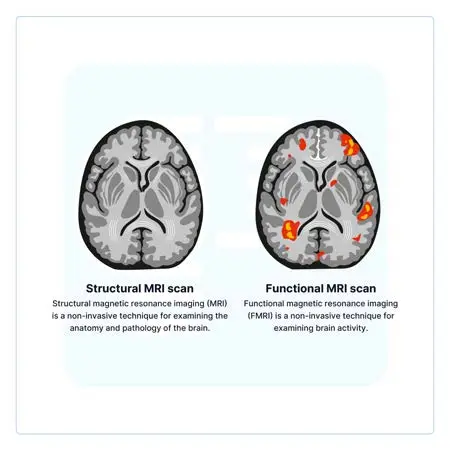 Structural MRI scan
Structural magnetic resonance imaging (MRI)
is a non-invasive technique for examining the
anatomy and pathology of the brain.
Functional MRI scan
Functional magnetic resonance imaging
(FMRI) is a non-invasive technique for
examining brain activity.